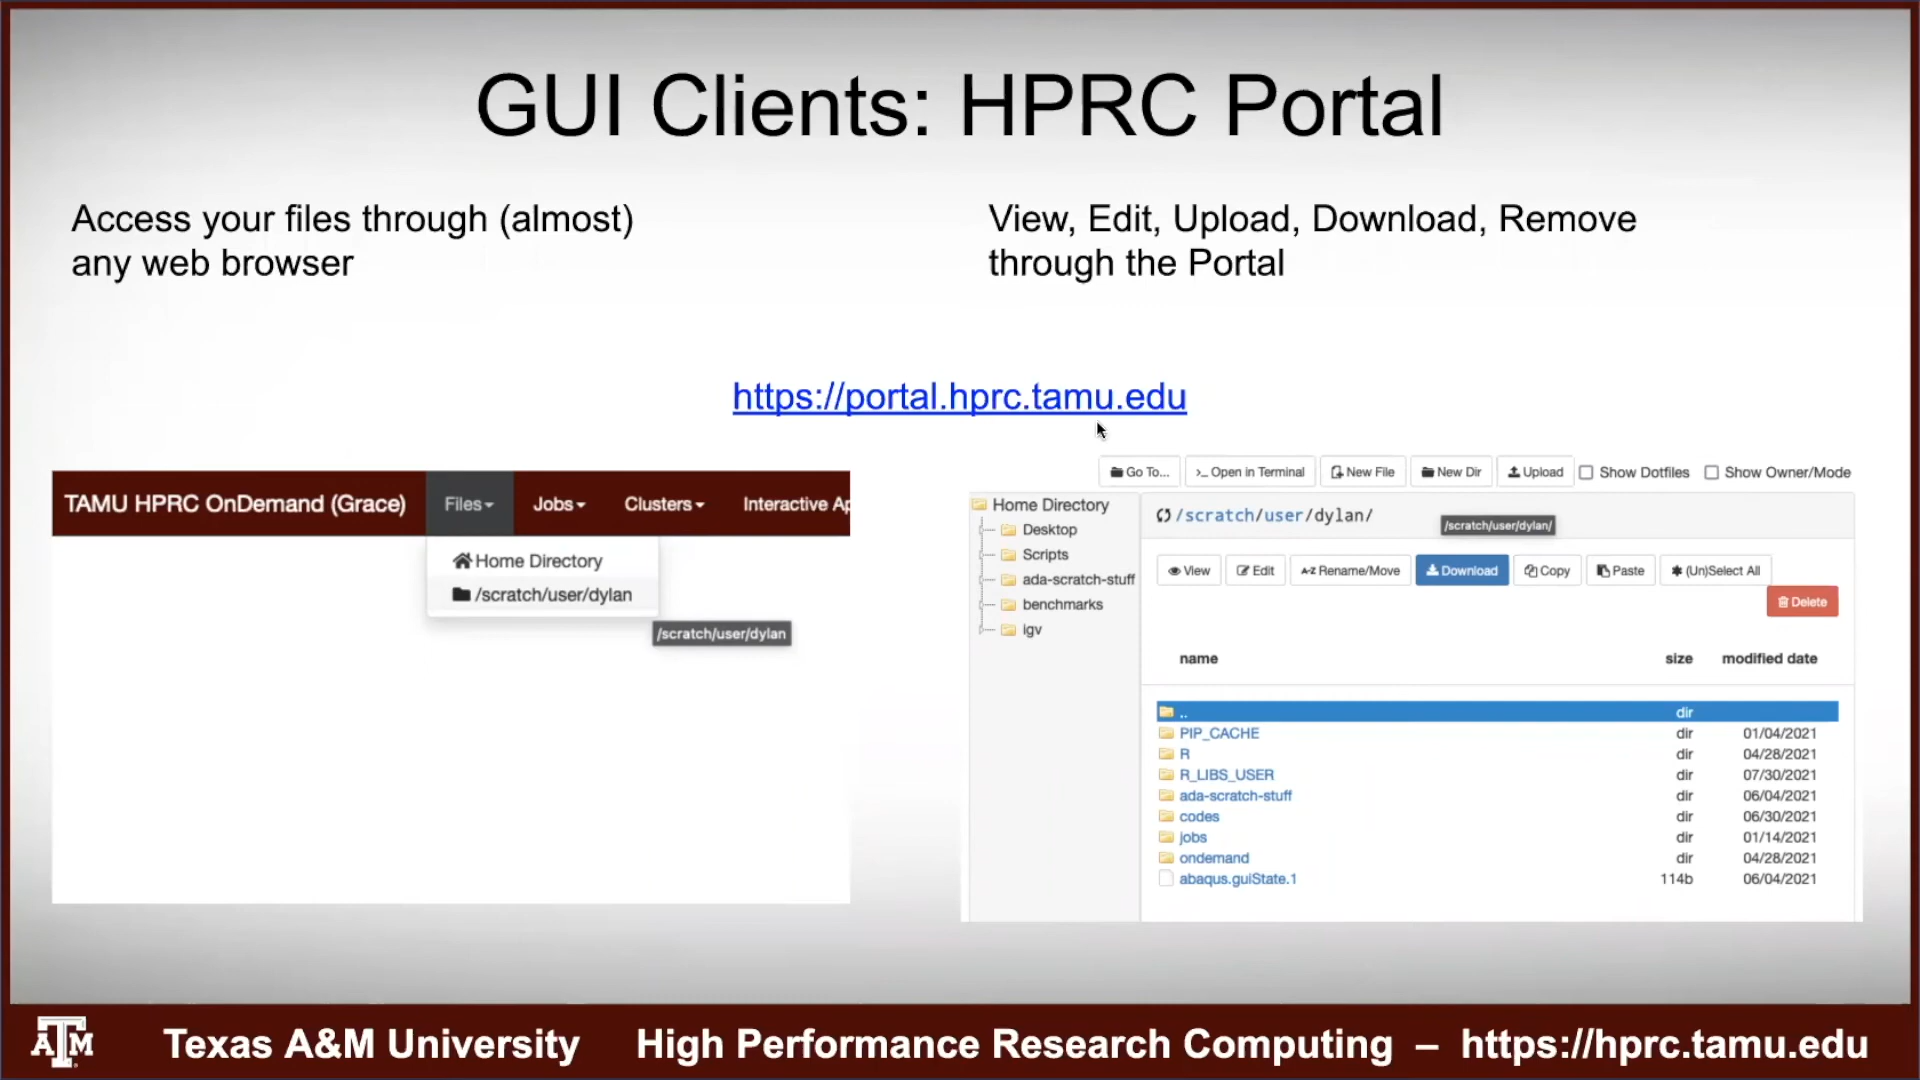 GUI Clients: HPRC Portal
Access your files through (almost)
any web browser
View, Edit, Upload, Download, Remove
through the Portal
https://portal.hprc.tamu.edu
TAMU HPRC OnDemand (Grace) Files Jobs Clusters Interactive Ap
Home Directory
/scratch/user/dylan
/scratch/user/dylan
Go To... >_ Open in Terminal New File New Dir Upload Show Dotfiles Show Owner/Mode
Home Directory
Desktop
Scripts
ada-scratch-stuff
benchmarks
igv
/scratch/user/dylan/
/scratch/user/dylan/
View Edit A-Z Rename/Move Download Copy Paste (Un)Select All
Delete
name size modified date
.. dir
PIP_CACHE dir 01/04/2021
R dir 04/28/2021
R_LIBS_USER dir 07/30/2021
ada-scratch-stuff dir 06/04/2021
codes dir 06/30/2021
jobs dir 01/14/2021
ondemand dir 04/28/2021
abaqus.guiState.1 114b 06/04/2021
ATM Texas A&M University High Performance Research Computing – https://hprc.tamu.edu